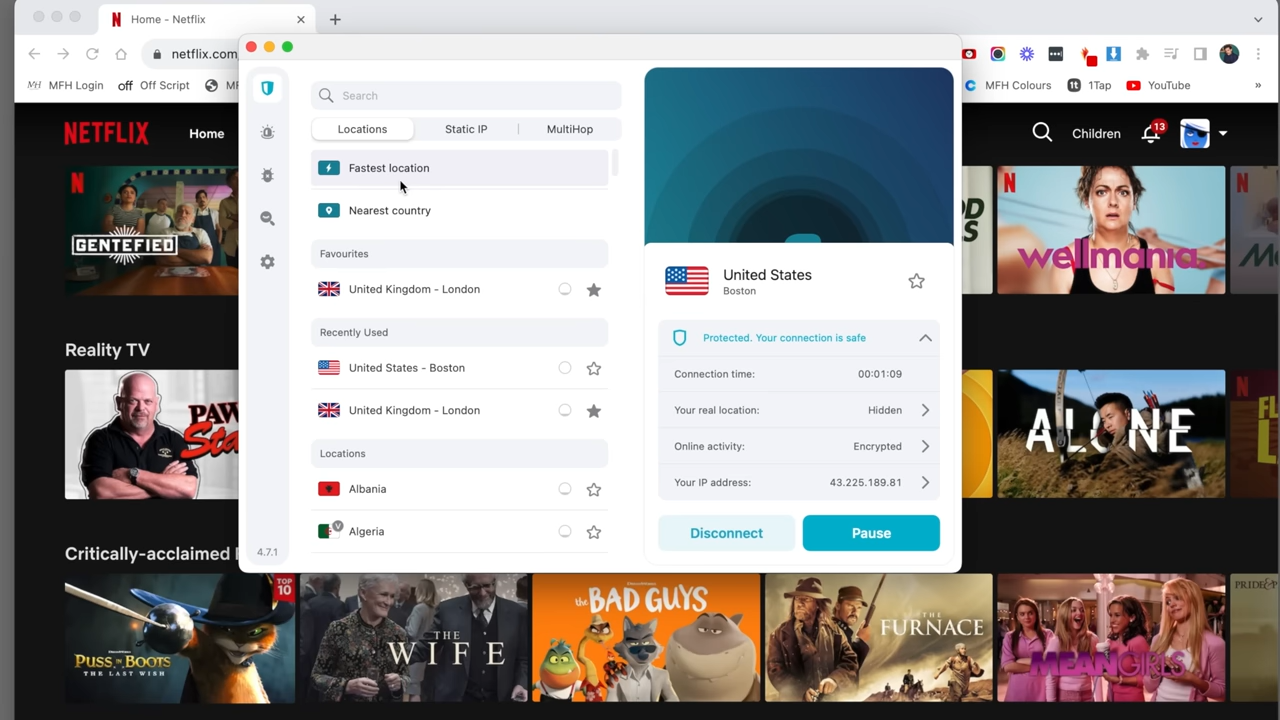 Home - Netflix
netflix.com
MFH Login
Off Script
MFH Colours
1Tap
YouTube
»
NETFLIX
Home
Children
13
Search
Locations
Static IP
MultiHop
Fastest location
Nearest country
Favourites
United Kingdom - London
Recently Used
United States - Boston
United Kingdom - London
Locations
Albania
Algeria
4.7.1
United States
Boston
Protected. Your connection is safe
Connection time:
00:01:09
Your real location:
Hidden
Online activity:
Encrypted
Your IP address:
43.225.189.81
Disconnect
Pause
GENTEFIED
wellmania
Reality TV
PAWN
ALONE
Critically-acclaimed
TOP
10
PUSS IN BOOTS
THE LAST WISH
THE
WIFE
the BAD GUYS
THE
FURNACE
MEAN GIRLS